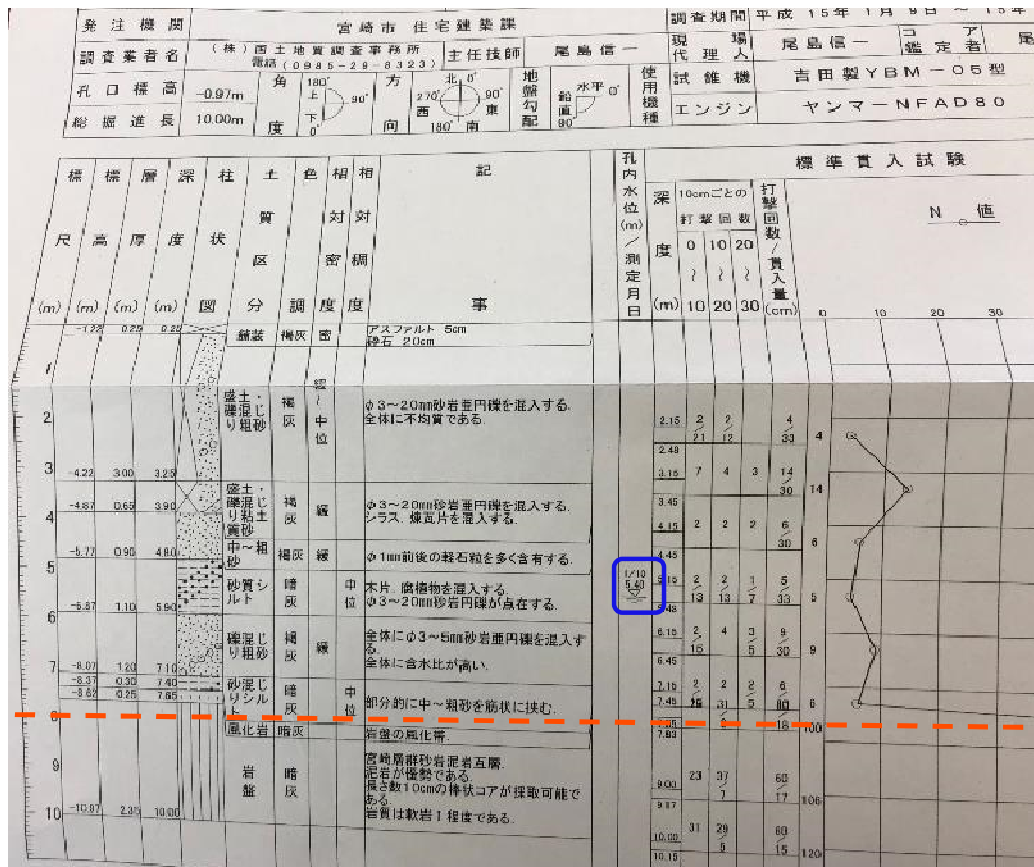 発注機関 宮崎市 住宅建築課 調査期間 平成 15年 1月 9日 ～ 15年
調査業者名 (株)西土地質調査事務所 電話(0985-29-8323) 主任技師 尾島信一 現場代理人 尾島信一 コア鑑定者 尾
孔口標高 -0.97m 角度 180° 上 下 0° 90° 方向 北 0° 270° 西 90° 東 180° 南 地盤勾配 水平 0° 鉛直 90° 使用機種 試錐機 吉田製YBM-05型
総掘進長 10.00m エンジン ヤンマーNFAD80
標尺(m) 標高(m) 層厚(m) 深度(m) 柱状図 土質区分 色調 相対密度 相対稠度 記事 孔内水位(m)/測定月日 標準貫入試験
深度(m) 10cmごとの打撃回数 0～10 10～20 20～30 打撃回数/貫入量(cm) N値
0 10 20 30
-1.22 0.25 0.25 舗装 褐灰 密 アスファルト 5cm
砕石 20cm
1
2 盛土・礫混じり粗砂 褐灰 緩～中位 φ3～20mm砂岩亜円礫を混入する.
全体に不均質である.
2.15 2/21 2/12 4/33 4
2.48
3 -4.22 3.00 3.25
3.15 7 4 3 14/30 14
3.45
4 -4.87 0.65 3.90 盛土・礫混じり粘土質砂 褐灰 緩 φ3～20mm砂岩亜円礫を混入する.
シラス、煉瓦片を混入する.
4.15 2 2 2 6/30 6
4.45
-5.77 0.90 4.80 中～粗砂 褐灰 緩 φ1mm前後の軽石粒を多く含有する.
5 1/10 5.40
5.15 2/13 2/13 1/7 5/33 5
5.48
-6.87 1.10 5.90 砂質シルト 暗灰 中位 木片、腐植物を混入する.
φ3～20mm砂岩円礫が点在する.
6
6.15 2/15 4 3/5 9/30 9
6.45
7 -8.07 1.20 7.10 礫混じり粗砂 褐灰 緩 全体にφ3～5mm砂岩亜円礫を混入する.
全体に含水比が高い.
7.15 2 2 2 6 6
7.45
-8.37 0.30 7.40 砂混じりシルト 暗灰 中位 部分的に中～粗砂を筋状に挟む.
-8.62 0.25 7.65
8 100
7.83
風化岩 暗灰 岩盤の風化帯.
9 岩盤 暗灰 宮崎層群砂岩泥岩互層.
泥岩が優勢である.
長さ数10cmの棒状コアが採取可能である.
岩質は軟岩Ⅰ程度である.
9.00 23 37/7 60/17 106
9.17
10 -10.97 2.35 10.00
10.00 31 29/5 60/15 120
10.15